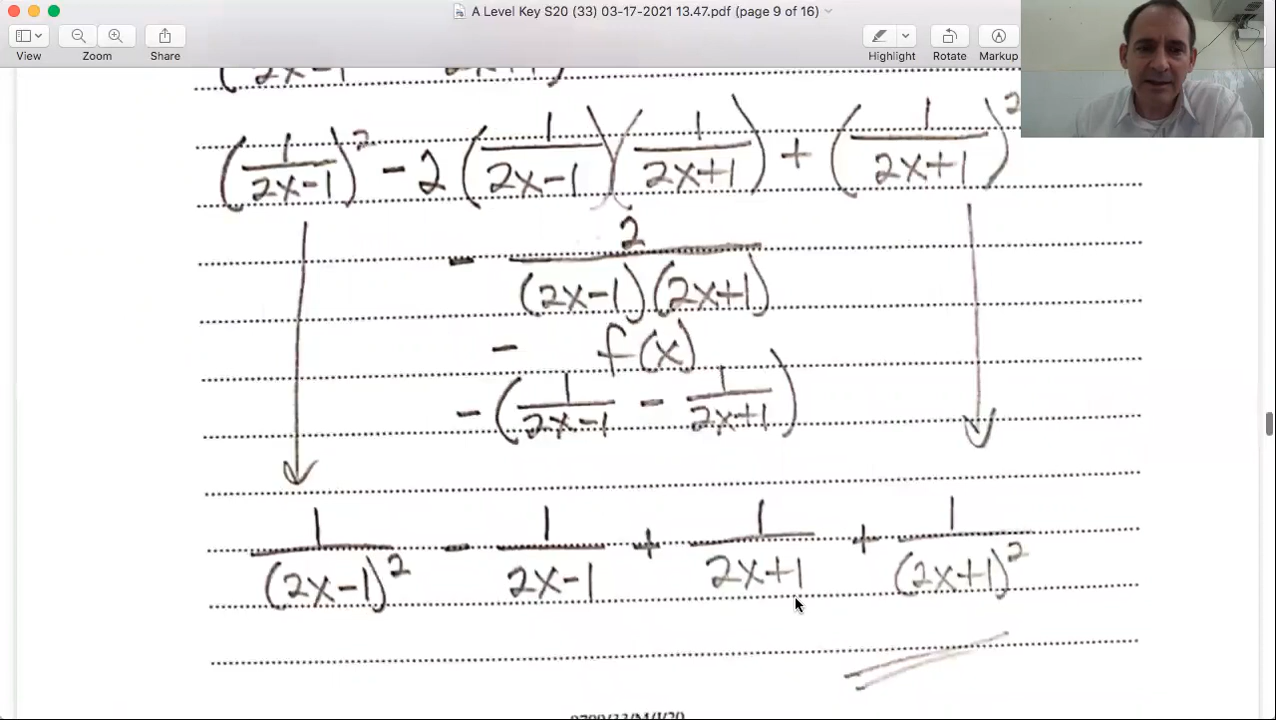 A Level Key S20 (33) 03-17-2021 13.47.pdf (page 9 of 16)
View Zoom Share Highlight Rotate Markup
(1/(2x-1))² - 2(1/(2x-1))(1/(2x+1)) + (1/(2x+1))²
- 2/((2x-1)(2x+1))
- f(x)
- (1/(2x-1) - 1/(2x+1))
1/(2x-1)² - 1/(2x-1) + 1/(2x+1) + 1/(2x+1)²